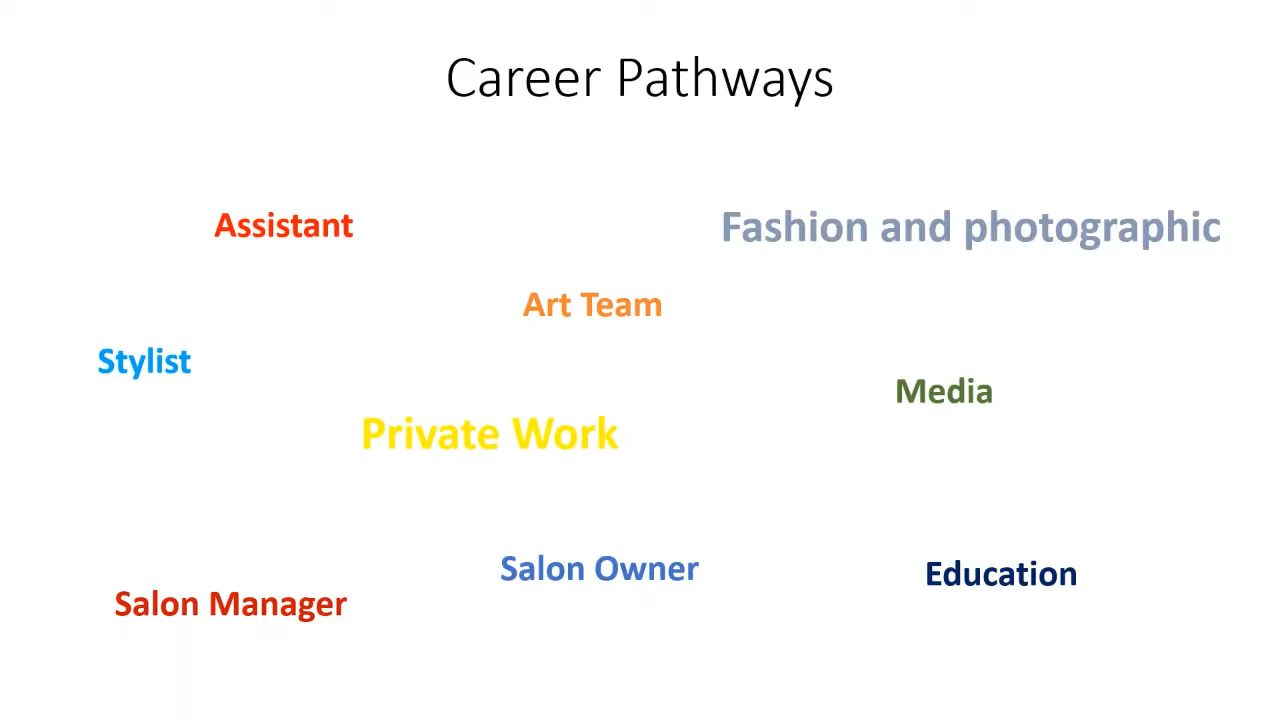 Career Pathways
Assistant
Fashion and photographic
Art Team
Stylist
Media
Private Work
Salon Owner
Education
Salon Manager